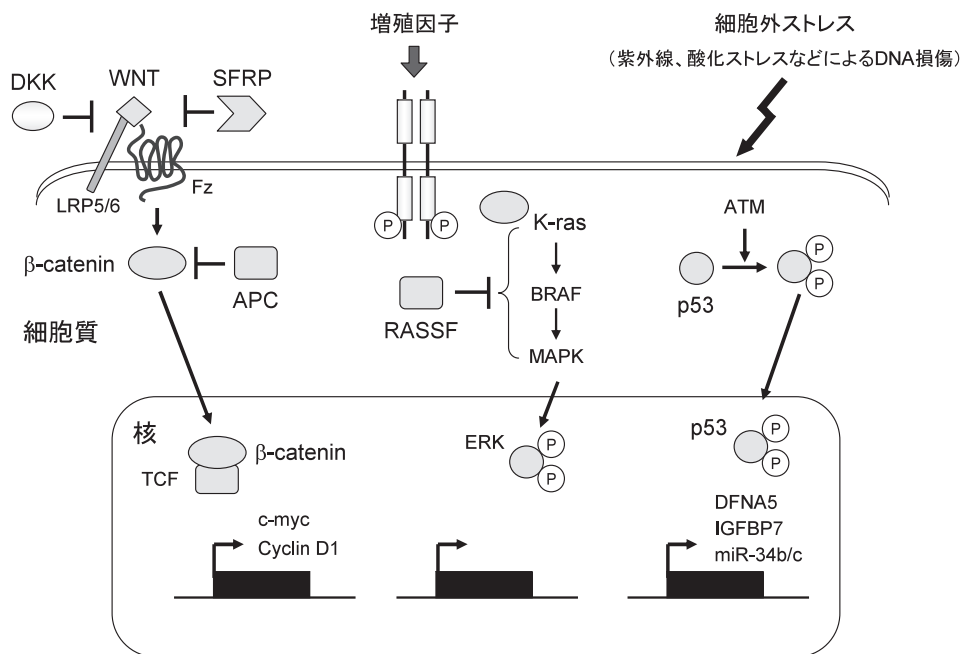 増殖因子
細胞外ストレス
(紫外線、酸化ストレスなどによるDNA損傷)
DKK
WNT
SFRP
LRP5/6
Fz
P
P
K-ras
BRAF
MAPK
RASSF
β-catenin
APC
ATM
p53
P
P
細胞質
核
TCF
β-catenin
c-myc
Cyclin D1
ERK
P
P
p53
P
P
DFNA5
IGFBP7
miR-34b/c